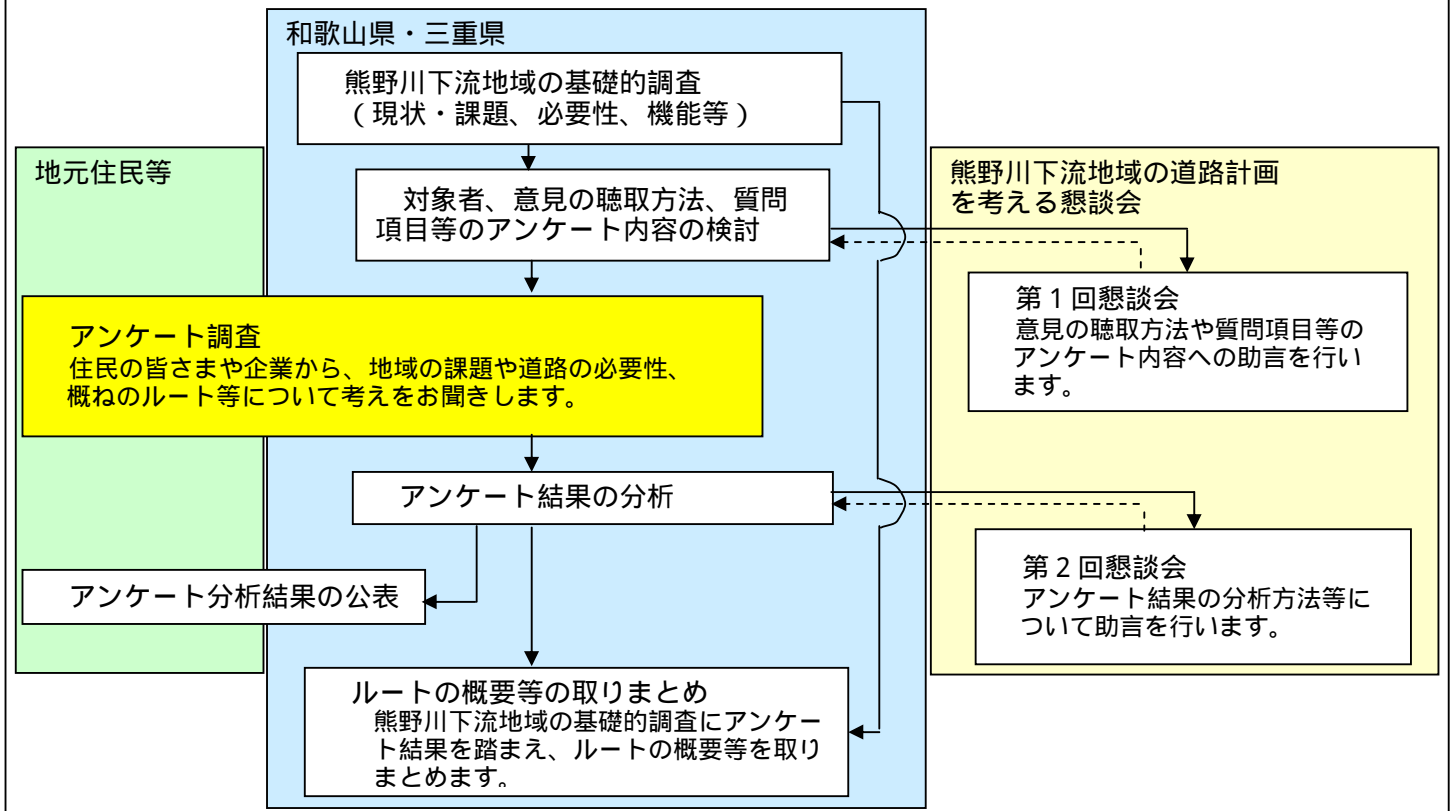 和歌山県・三重県
熊野川下流地域の基礎的調査
（現状・課題、必要性、機能等）
地元住民等
対象者、意見の聴取方法、質問
項目等のアンケート内容の検討
熊野川下流地域の道路計画
を考える懇談会
第１回懇談会
意見の聴取方法や質問項目等の
アンケート内容への助言を行い
ます。
アンケート調査
住民の皆さまや企業から、地域の課題や道路の必要性、
概ねのルート等について考えをお聞きします。
アンケート結果の分析
第２回懇談会
アンケート結果の分析方法等に
ついて助言を行います。
アンケート分析結果の公表
ルートの概要等の取りまとめ
熊野川下流地域の基礎的調査にアンケー
ト結果を踏まえ、ルートの概要等を取り
まとめます。